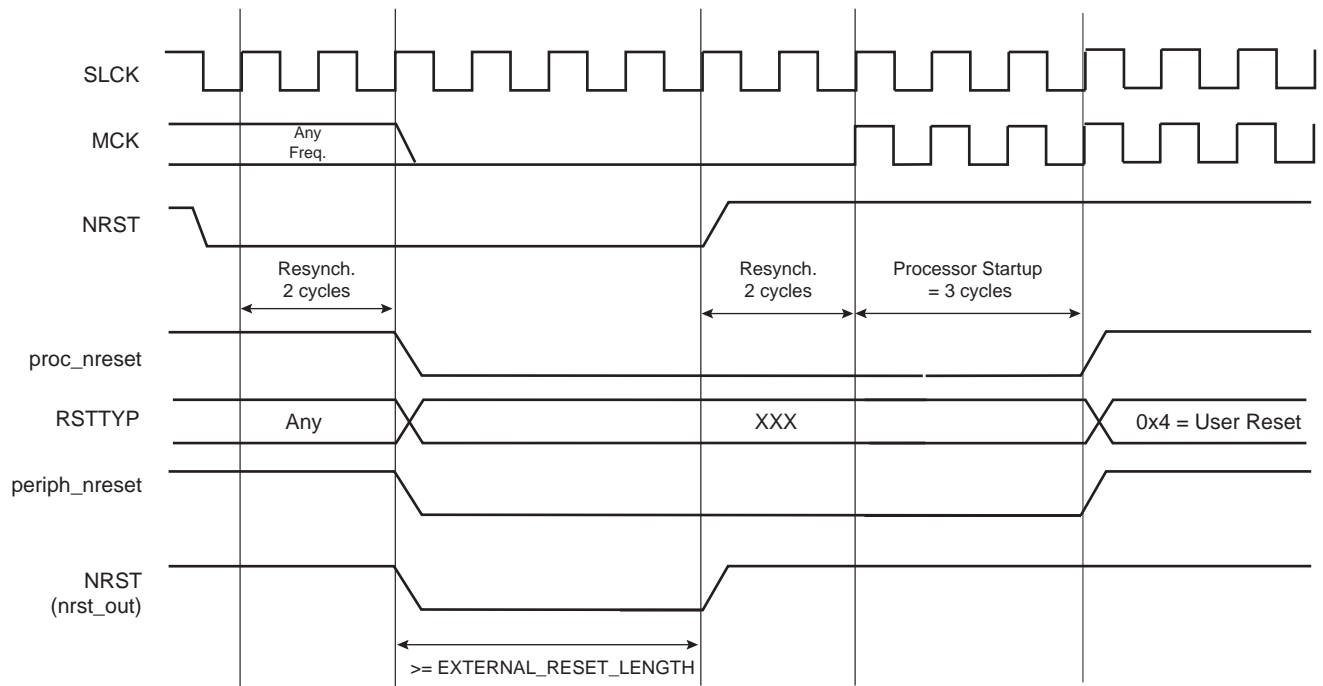 SLCK
MCK
Any
Freq.
NRST
Resynch.
2 cycles
Resynch.
2 cycles
Processor Startup
= 3 cycles
proc_nreset
RSTTYP
Any
XXX
0x4 = User Reset
periph_nreset
NRST
(nrst_out)
>= EXTERNAL_RESET_LENGTH